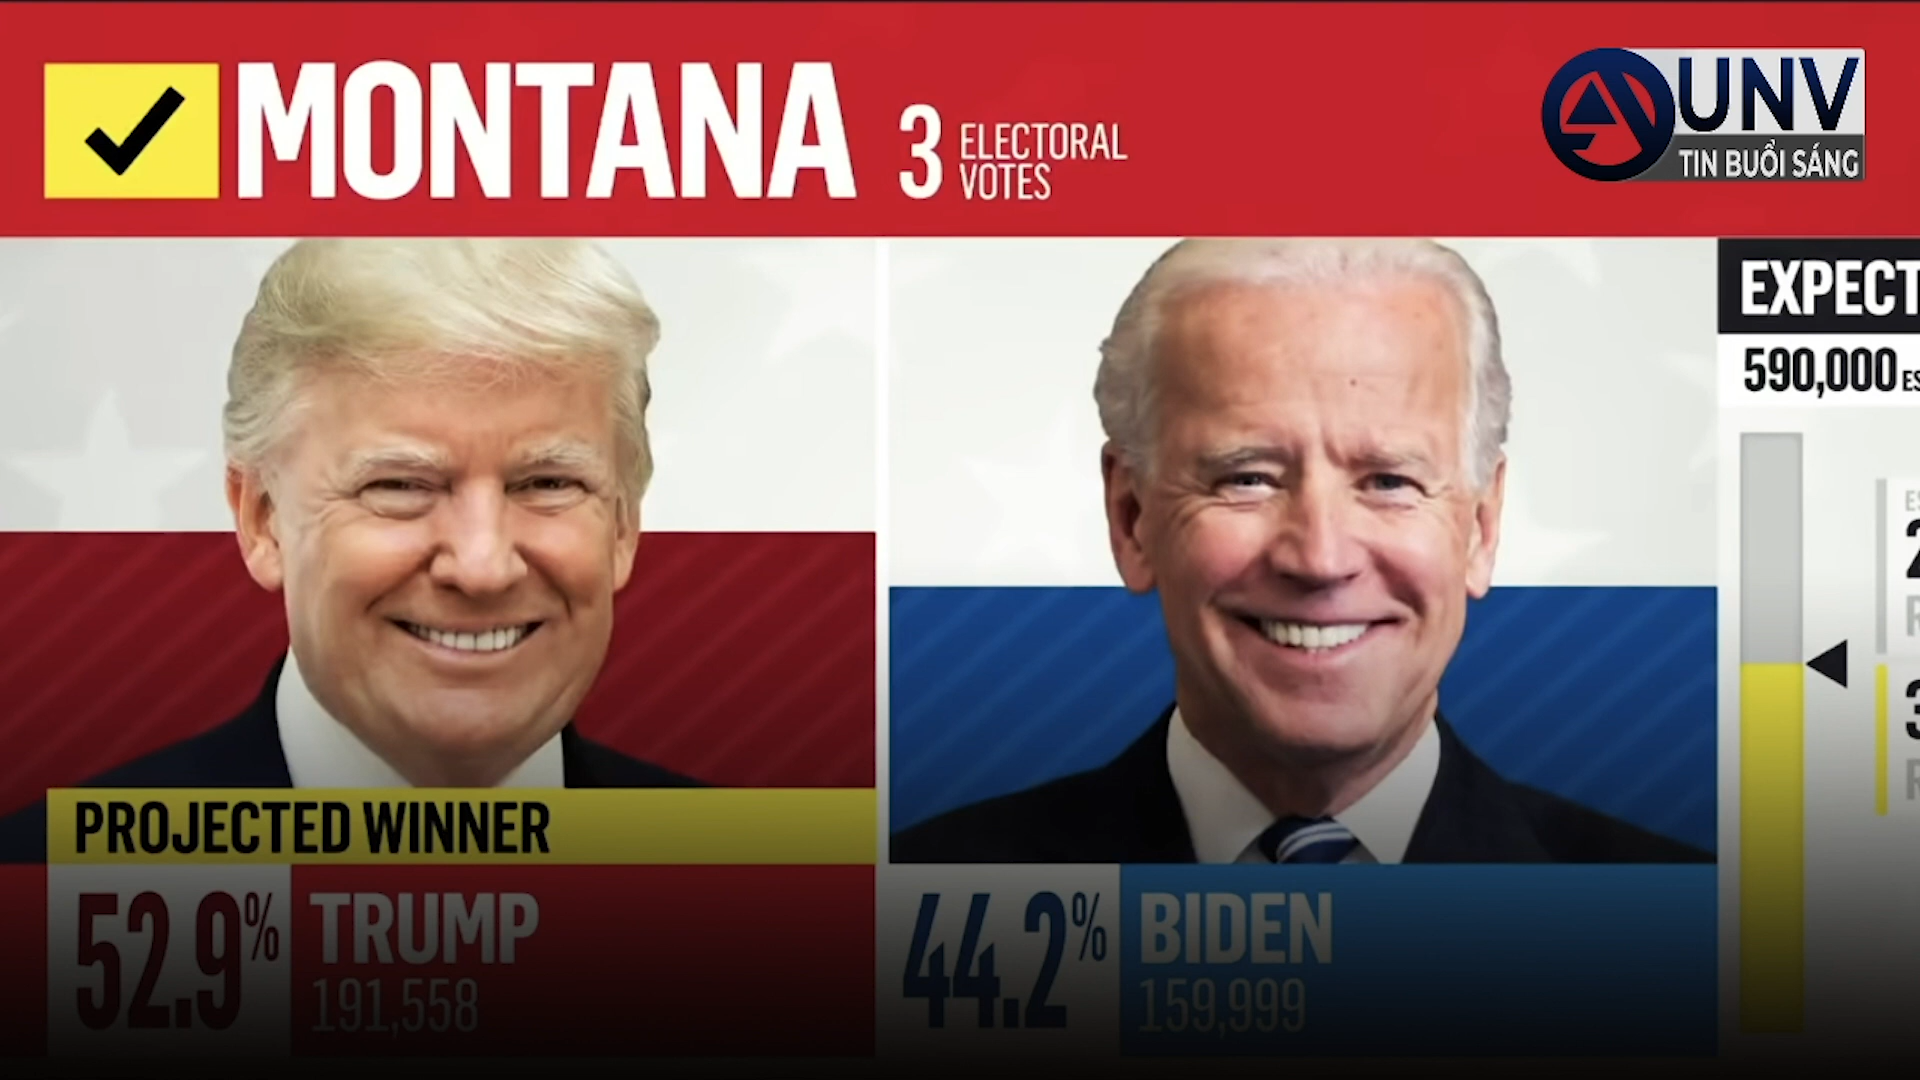 MONTANA
3 ELECTORAL
VOTES
UNV
TIN BUỔI SÁNG
EXPECT
590,000
PROJECTED WINNER
52.9% TRUMP
191,558
44.2% BIDEN
159,999